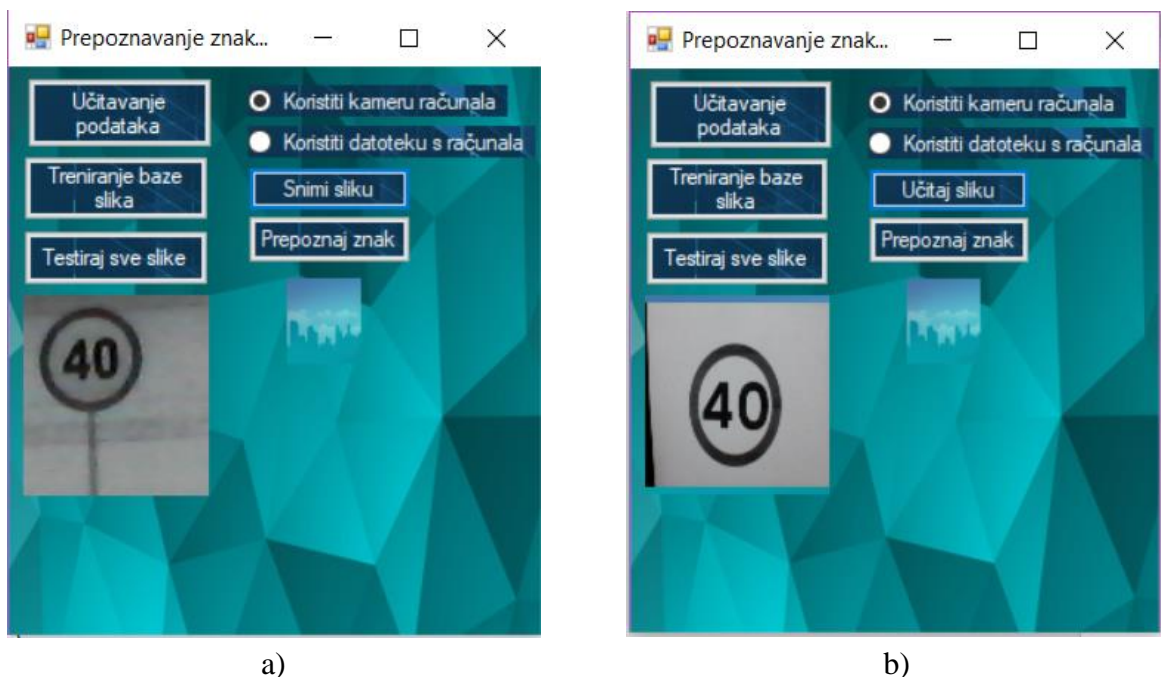 Prepoznavanje znak...
Učitavanje
podataka
Koristiti kameru računala
Koristiti datoteku s računala
Treniranje baze
slika
Snimi sliku
Prepoznaj znak
Testiraj sve slike
40
a)
Prepoznavanje znak...
Učitavanje
podataka
Koristiti kameru računala
Koristiti datoteku s računala
Treniranje baze
slika
Učitaj sliku
Prepoznaj znak
Testiraj sve slike
40
b)